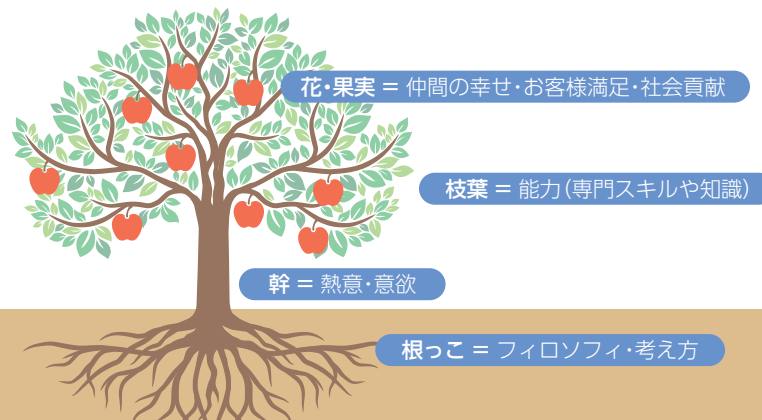 花・果実 = 仲間の幸せ・お客様満足・社会貢献
枝葉 = 能力（専門スキルや知識）
幹 = 熱意・意欲
根っこ = フィロソフィ・考え方